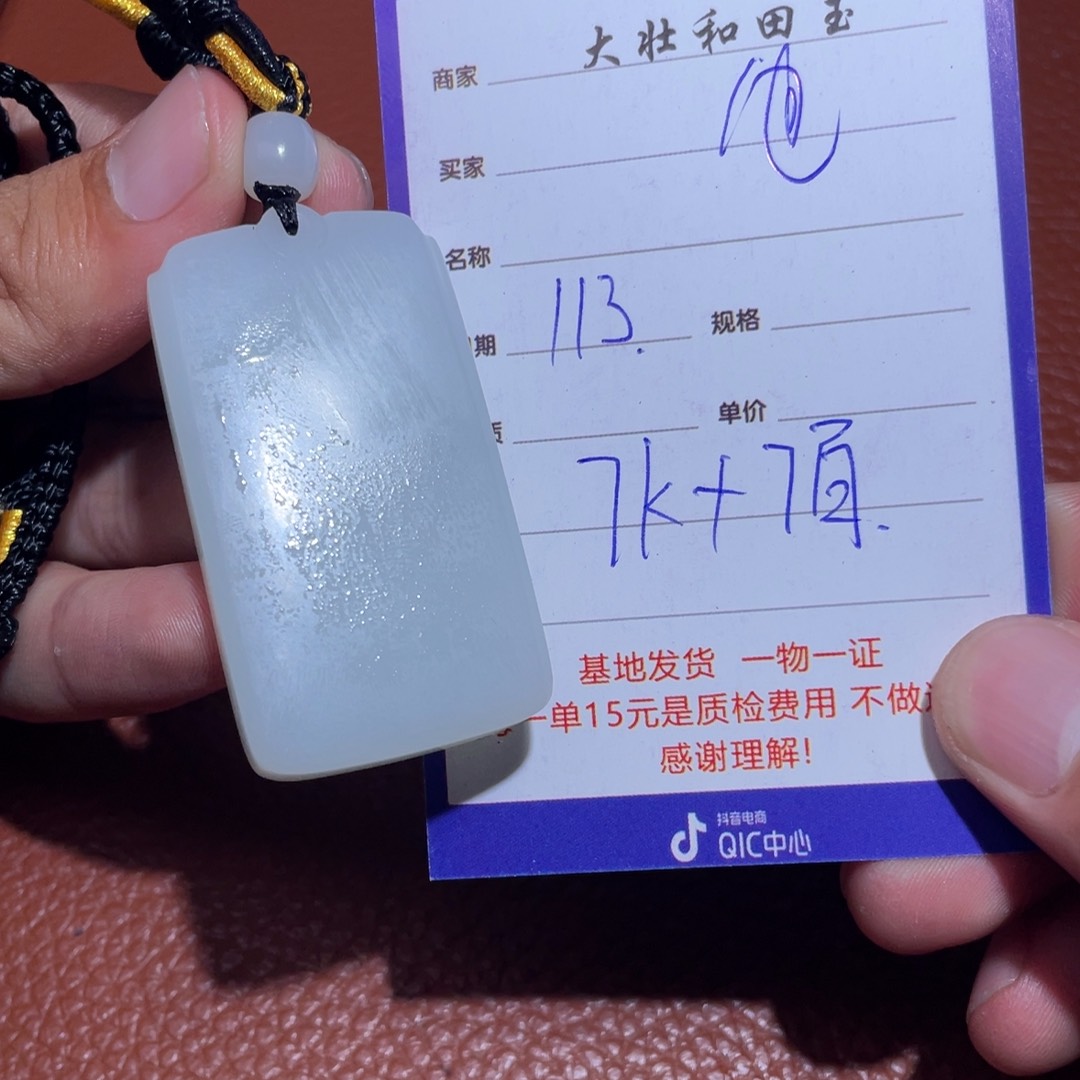 商家 大壮和田玉
买家
名称
期 113. 规格
单价
7k+7百.
基地发货 一物一证
一单15元是质检费用 不做
感谢理解!
抖音电商
QIC中心